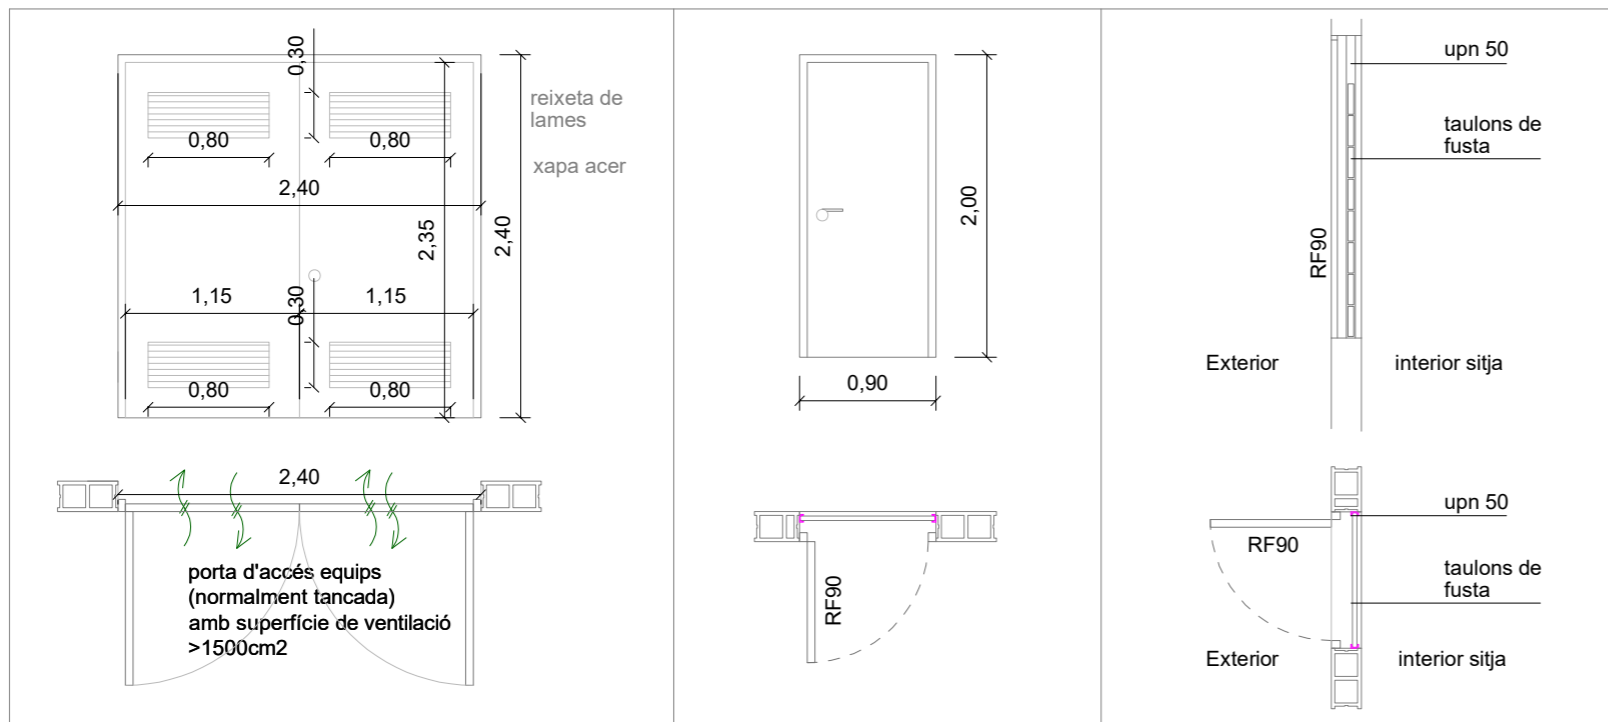 0,30
reixeta de
lames
0,80
0,80
xapa acer
2,40
2,35
2,40
1,15
0,30
1,15
0,80
0,80
2,40
porta d'accés equips
(normalment tancada)
amb superfície de ventilació
>1500cm2
2,00
0,90
RF90
upn 50
taulons de
fusta
RF90
Exterior
interior sitja
upn 50
RF90
taulons de
fusta
Exterior
interior sitja